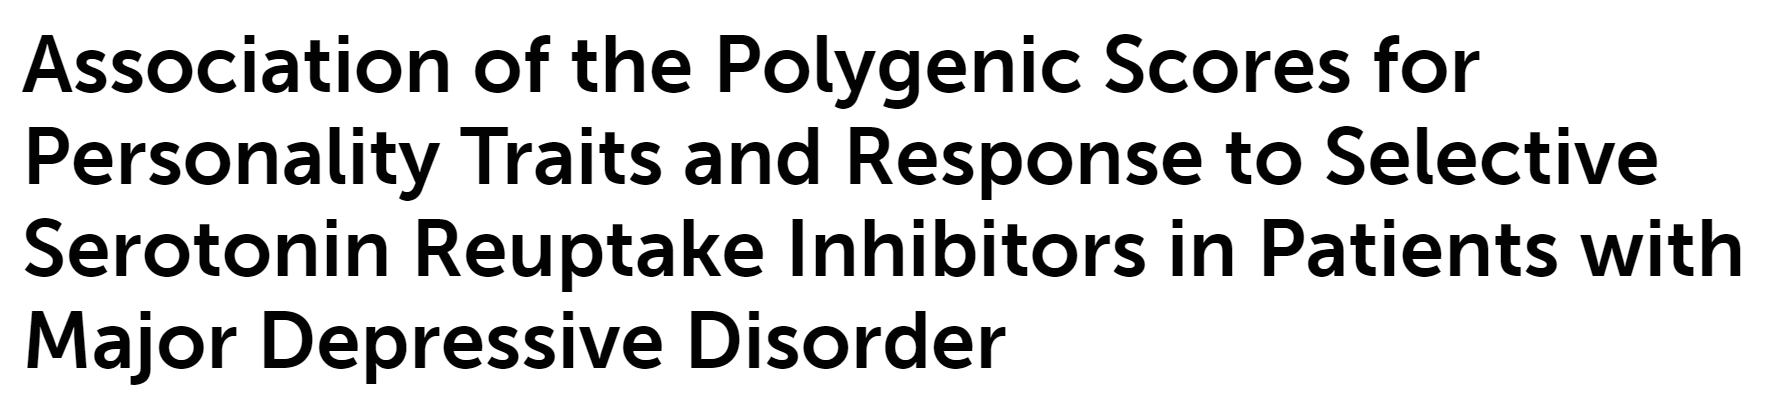 Association of the Polygenic Scores for
Personality Traits and Response to Selective
Serotonin Reuptake Inhibitors in Patients with
Major Depressive Disorder